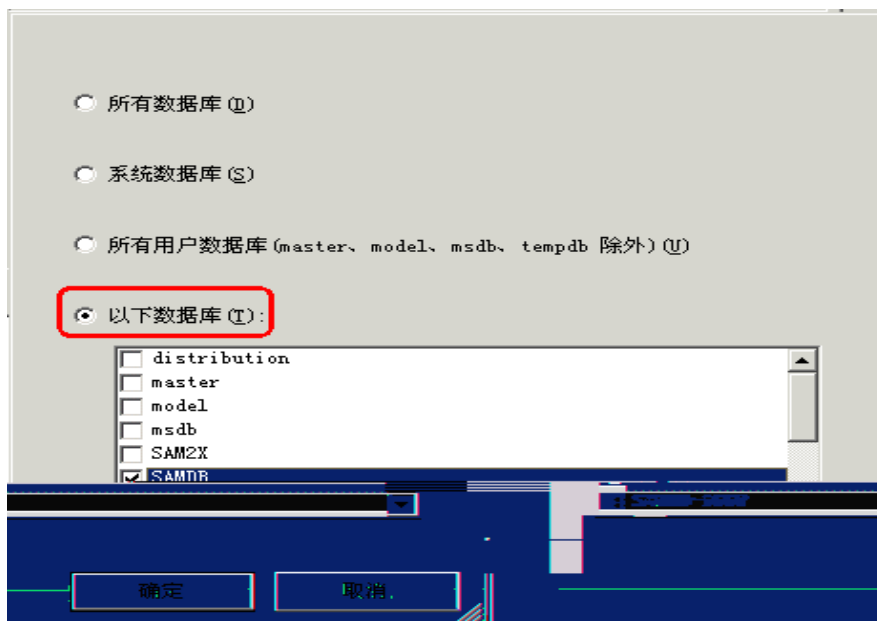 所有数据库(D)
系统数据库(S)
所有用户数据库(master、model、msdb、tempdb 除外)(U)
以下数据库(T):
distribution
master
model
msdb
SAM2X
SAMDB
确定
取消